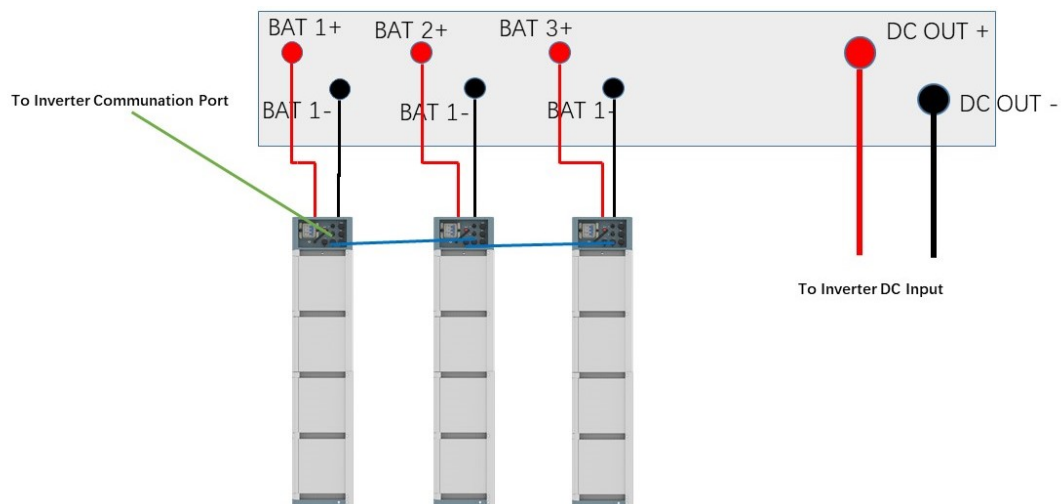 BAT 1+
BAT 2+
BAT 3+
DC OUT +
To Inverter Communation Port
BAT 1-
BAT 1-
BAT 1-
DC OUT -
To Inverter DC Input